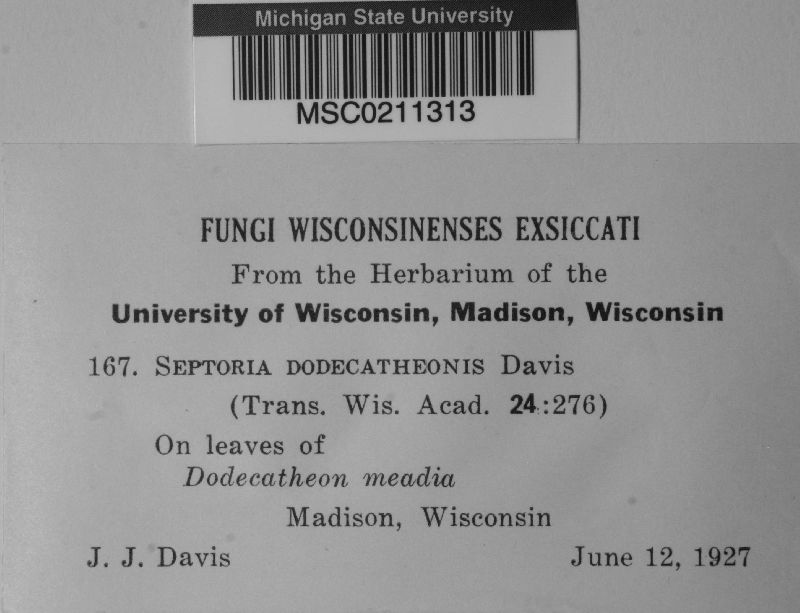 Michigan State University
MSC0211313
FUNGI WISCONSINENSES EXSICCATI
From the Herbarium of the
University of Wisconsin, Madison, Wisconsin
167. SEPTORIA DODECATHEONIS Davis
(Trans. Wis. Acad. 24:276)
On leaves of
Dodecatheon meadia
Madison, Wisconsin
J. J. Davis June 12, 1927